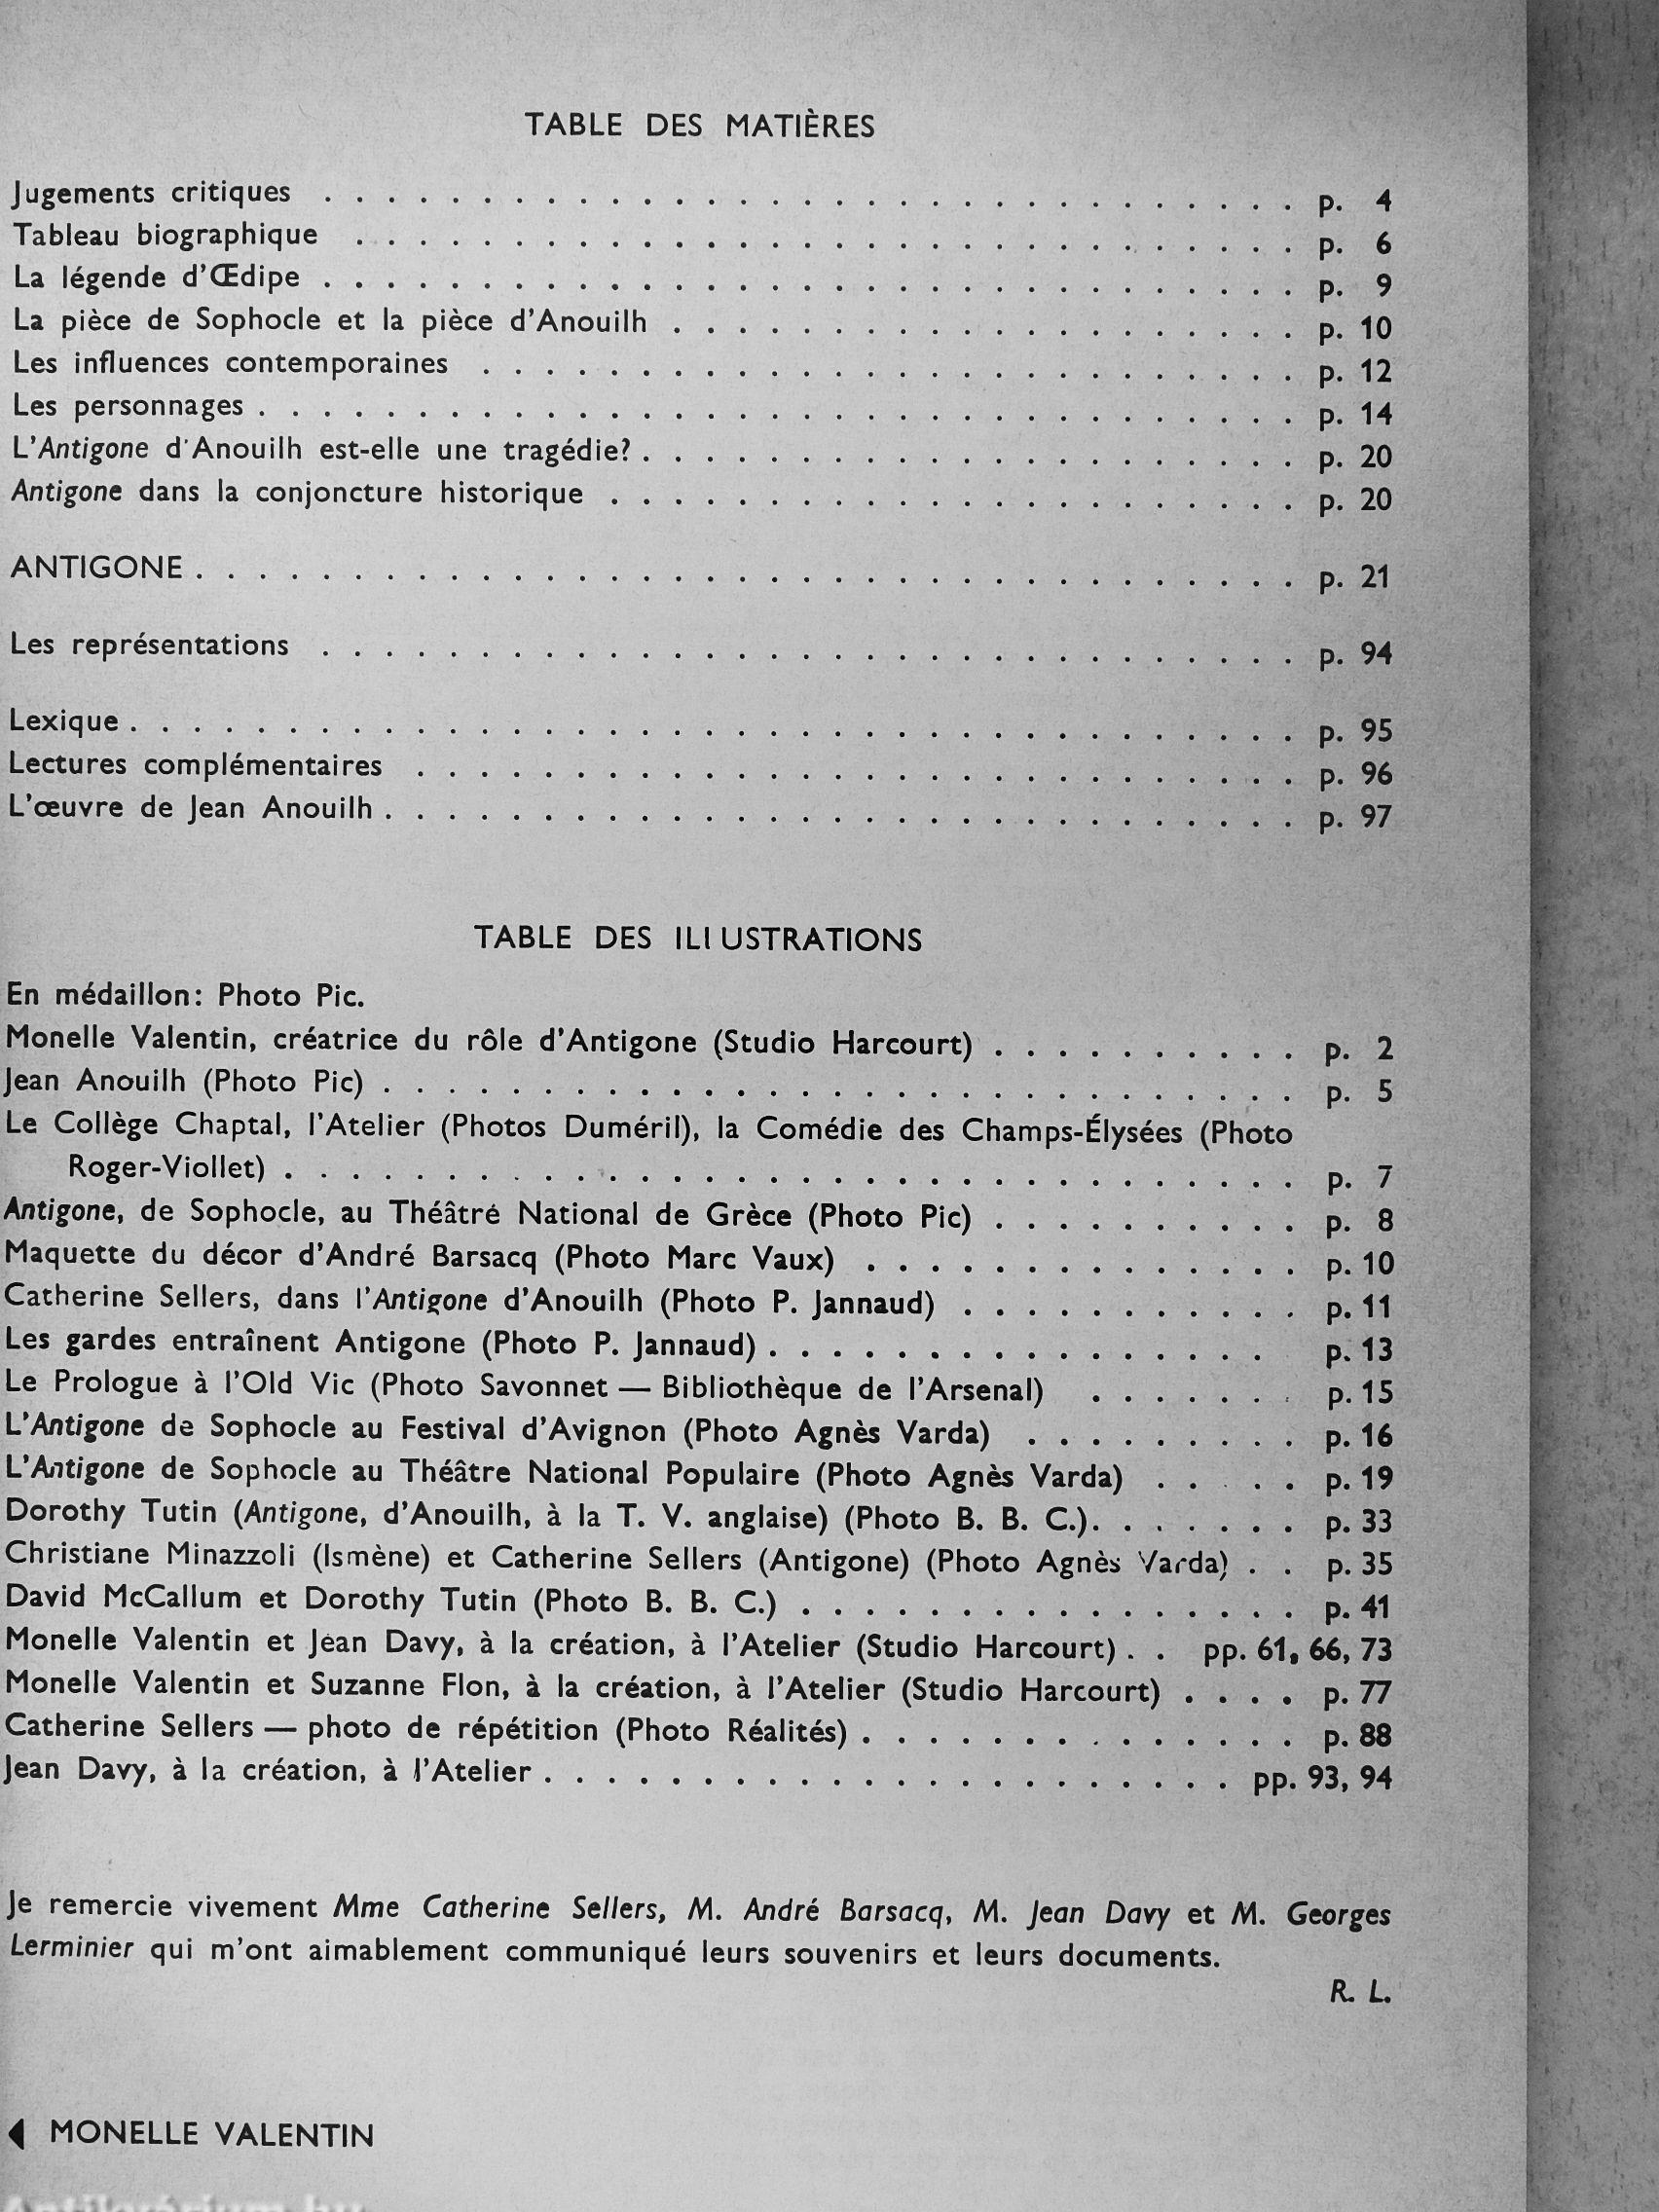 TABLE DES MATIÈRES
Jugements critiques . . . . . . . . . . . . . . . . . . . . . . . . . . . . . . . p. 4
Tableau biographique . . . . . . . . . . . . . . . . . . . . . . . . . . . . . . p. 6
La légende d'Œdipe . . . . . . . . . . . . . . . . . . . . . . . . . . . . . . . p. 9
La pièce de Sophocle et la pièce d'Anouilh . . . . . . . . . . . . . . . . . . . . p. 10
Les influences contemporaines . . . . . . . . . . . . . . . . . . . . . . . . . . p. 12
Les personnages . . . . . . . . . . . . . . . . . . . . . . . . . . . . . . . . . p. 14
L'Antigone d'Anouilh est-elle une tragédie? . . . . . . . . . . . . . . . . . . . . . p. 20
Antigone dans la conjoncture historique . . . . . . . . . . . . . . . . . . . . . . p. 20
ANTIGONE . . . . . . . . . . . . . . . . . . . . . . . . . . . . . . . . . . . p. 21
Les représentations . . . . . . . . . . . . . . . . . . . . . . . . . . . . . . . p. 94
Lexique . . . . . . . . . . . . . . . . . . . . . . . . . . . . . . . . . . . . . p. 95
Lectures complémentaires . . . . . . . . . . . . . . . . . . . . . . . . . . . . p. 96
L'œuvre de Jean Anouilh . . . . . . . . . . . . . . . . . . . . . . . . . . . . . p. 97
TABLE DES ILLUSTRATIONS
En médaillon: Photo Pic.
Monelle Valentin, créatrice du rôle d'Antigone (Studio Harcourt) . . . . . . . . . . p. 2
Jean Anouilh (Photo Pic) . . . . . . . . . . . . . . . . . . . . . . . . . . . . . p. 5
Le Collège Chaptal, l'Atelier (Photos Duméril), la Comédie des Champs-Élysées (Photo
Roger-Viollet) . . . . . . . . . . . . . . . . . . . . . . . . . . . . . . . . p. 7
Antigone, de Sophocle, au Théâtre National de Grèce (Photo Pic) . . . . . . . . . . p. 8
Maquette du décor d'André Barsacq (Photo Marc Vaux) . . . . . . . . . . . . . . p. 10
Catherine Sellers, dans l'Antigone d'Anouilh (Photo P. Jannaud) . . . . . . . . . . . p. 11
Les gardes entraînent Antigone (Photo P. Jannaud) . . . . . . . . . . . . . . . . p. 13
Le Prologue à l'Old Vic (Photo Savonnet — Bibliothèque de l'Arsenal) . . . . . . . p. 15
L'Antigone de Sophocle au Festival d'Avignon (Photo Agnès Varda) . . . . . . . . . p. 16
L'Antigone de Sophocle au Théâtre National Populaire (Photo Agnès Varda) . . . . . p. 19
Dorothy Tutin (Antigone, d'Anouilh, à la T. V. anglaise) (Photo B. B. C.). . . . . . . p. 33
Christiane Minazzoli (Ismène) et Catherine Sellers (Antigone) (Photo Agnès Varda) . . p. 35
David McCallum et Dorothy Tutin (Photo B. B. C.) . . . . . . . . . . . . . . . . p. 41
Monelle Valentin et Jean Davy, à la création, à l'Atelier (Studio Harcourt) . . pp. 61, 66, 73
Monelle Valentin et Suzanne Flon, à la création, à l'Atelier (Studio Harcourt) . . . . p. 77
Catherine Sellers — photo de répétition (Photo Réalités) . . . . . . . . . . . . . . p. 88
Jean Davy, à la création, à l'Atelier . . . . . . . . . . . . . . . . . . . . . . pp. 93, 94
Je remercie vivement Mme Catherine Sellers, M. André Barsacq, M. Jean Davy et M. Georges
Lerminier qui m'ont aimablement communiqué leurs souvenirs et leurs documents.
R. L.
MONELLE VALENTIN